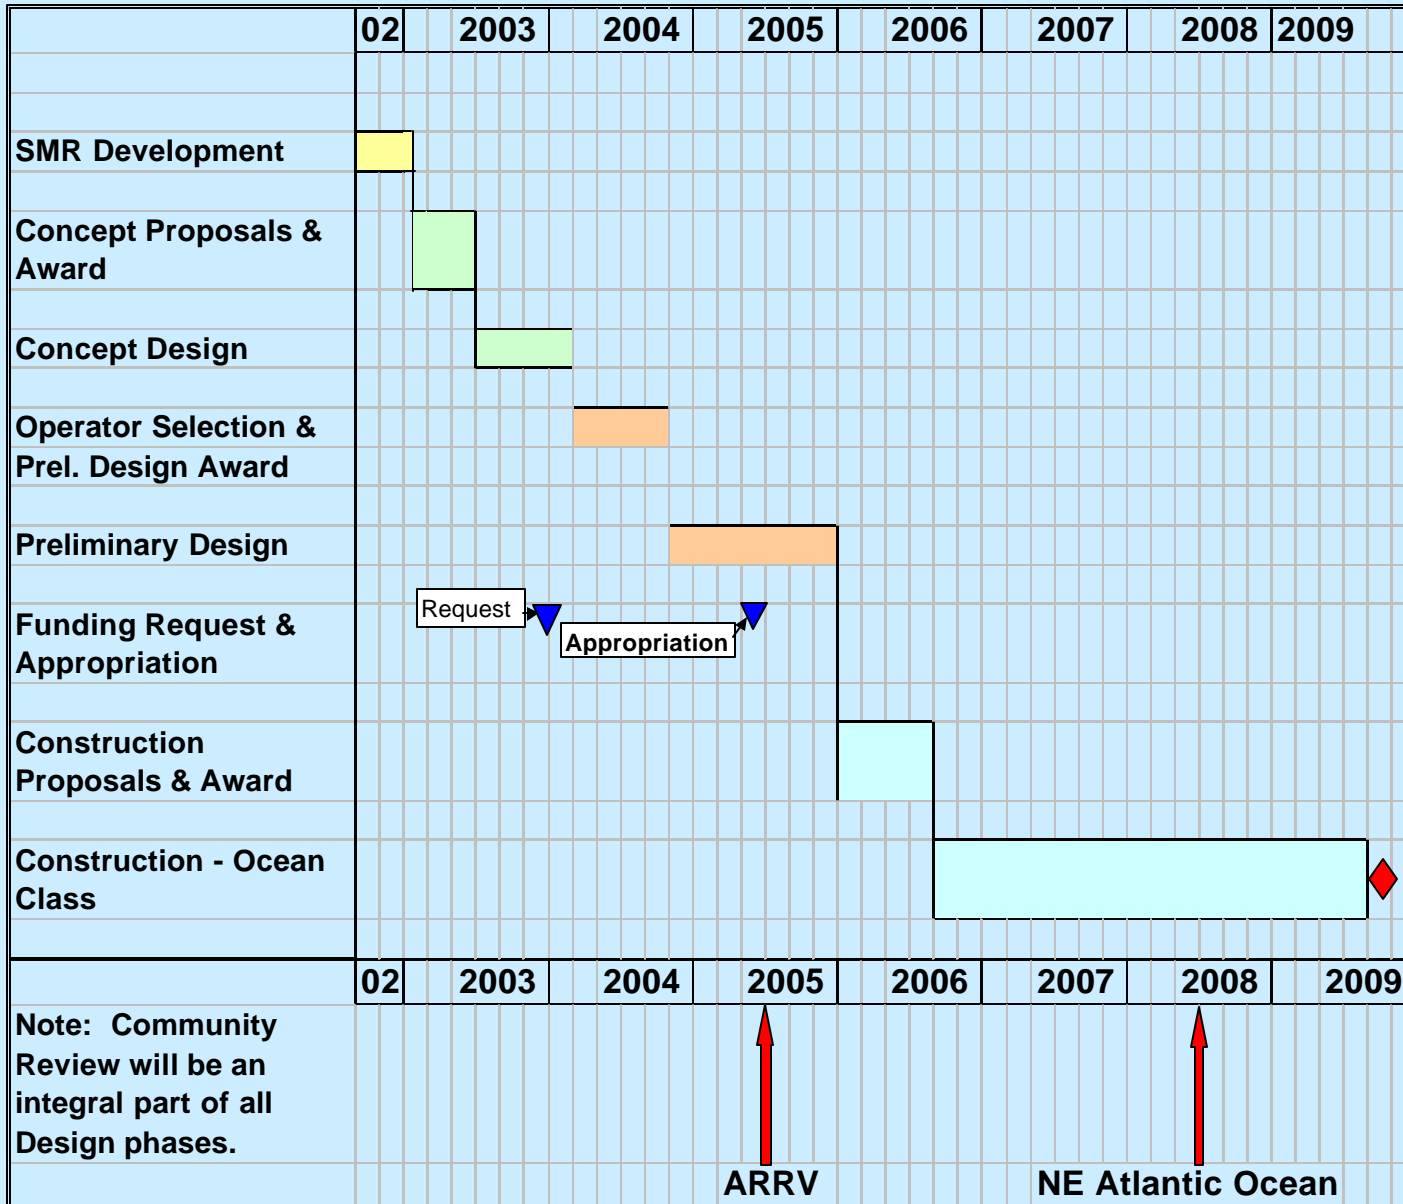 02 2003 2004 2005 2006 2007 2008 2009
SMR Development
Concept Proposals &
Award
Concept Design
Operator Selection &
Prel. Design Award
Preliminary Design
Funding Request &
Appropriation
Request
Appropriation
Construction
Proposals & Award
Construction - Ocean
Class
02 2003 2004 2005 2006 2007 2008 2009
Note: Community
Review will be an
integral part of all
Design phases.
ARRV
NE Atlantic Ocean